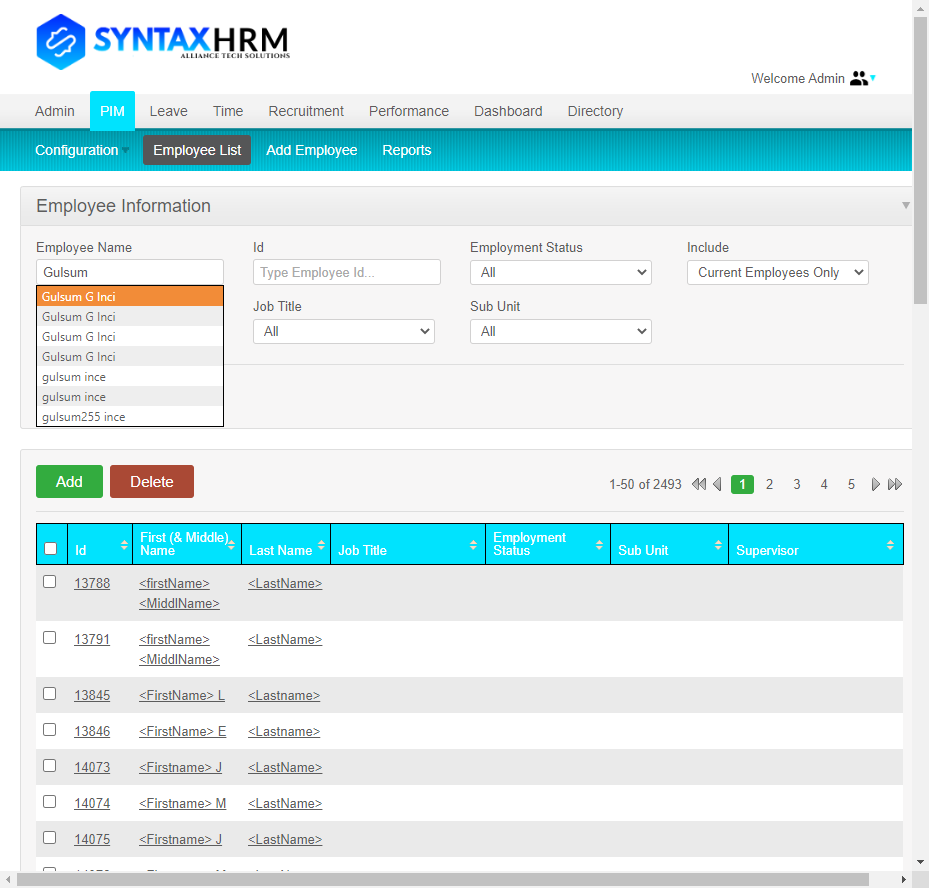 SYNTAXHRM
ALLIANCE TECH SOLUTIONS
Welcome Admin
Admin PIM Leave Time Recruitment Performance Dashboard Directory
Configuration Employee List Add Employee Reports
Employee Information
Employee Name Id Employment Status Include
Gulsum Type Employee Id... All Current Employees Only
Gulsum G Inci
Job Title Sub Unit
Gulsum G Inci
All All
Gulsum G Inci
Gulsum G Inci
gulsum ince
gulsum ince
gulsum255 ince
Add Delete 1-50 of 2493 1 2 3 4 5
Id First (& Middle) Name Last Name Job Title Employment Status Sub Unit Supervisor
13788 <firstName> <LastName>
<MiddlName>
13791 <firstName> <LastName>
<MiddlName>
13845 <FirstName> L <Lastname>
13846 <FirstName> E <Lastname>
14073 <Firstname> J <LastName>
14074 <Firstname> M <LastName>
14075 <Firstname> J <LastName>